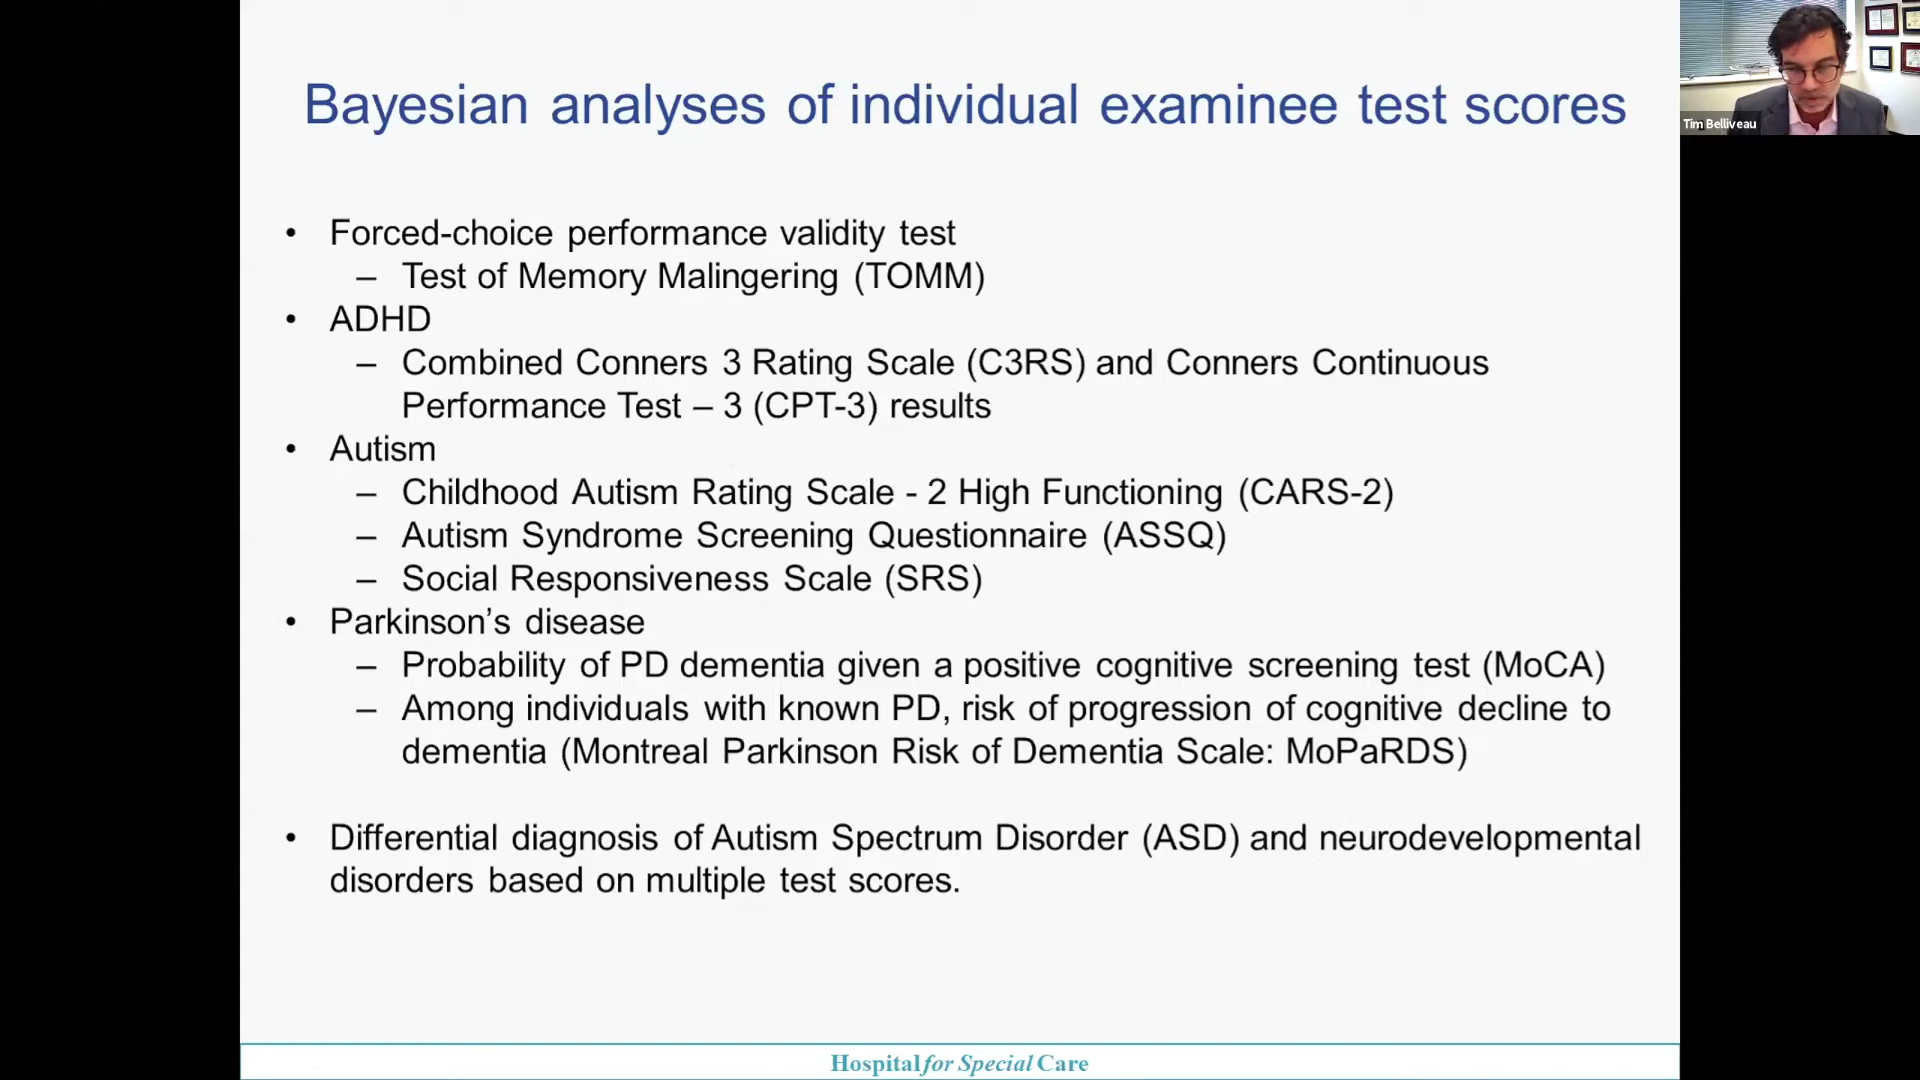 Bayesian analyses of individual examinee test scores
Tim Belliveau
• Forced-choice performance validity test
– Test of Memory Malingering (TOMM)
• ADHD
– Combined Conners 3 Rating Scale (C3RS) and Conners Continuous
Performance Test – 3 (CPT-3) results
• Autism
– Childhood Autism Rating Scale - 2 High Functioning (CARS-2)
– Autism Syndrome Screening Questionnaire (ASSQ)
– Social Responsiveness Scale (SRS)
• Parkinson’s disease
– Probability of PD dementia given a positive cognitive screening test (MoCA)
– Among individuals with known PD, risk of progression of cognitive decline to
dementia (Montreal Parkinson Risk of Dementia Scale: MoPaRDS)
• Differential diagnosis of Autism Spectrum Disorder (ASD) and neurodevelopmental
disorders based on multiple test scores.
Hospital for Special Care